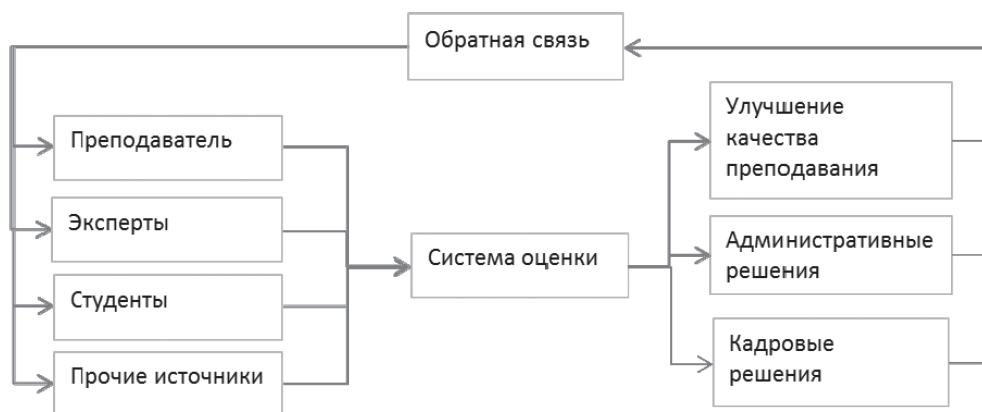 Обратная связь
Преподаватель
Эксперты
Студенты
Прочие источники
Система оценки
Улучшение
качества
преподавания
Административные
решения
Кадровые
решения